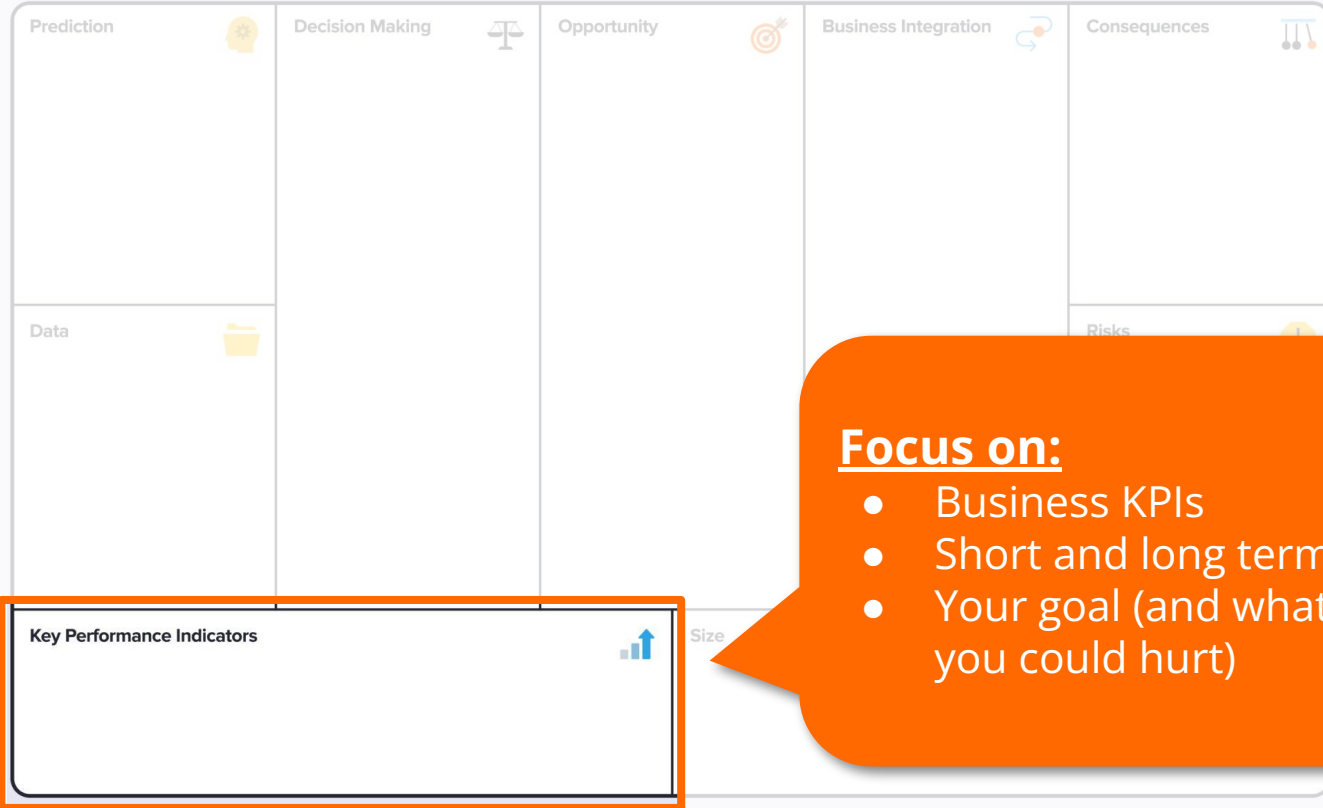 Prediction
Decision Making
Opportunity
Business Integration
Consequences
Data
Risks
Focus on:
● Business KPIs
● Short and long term
● Your goal (and what
you could hurt)
Key Performance Indicators
Size